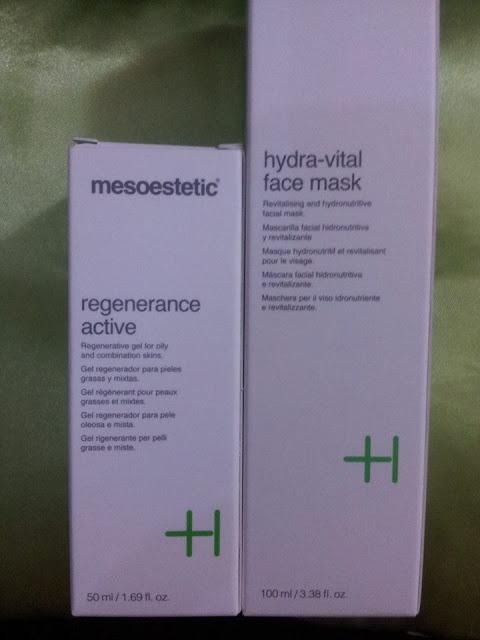 mesoestetic®
regenerance
active
Regenerative gel for oily
and combination skins.
Gel regenerador para pieles
grasas y mixtas.
Gel régénérant pour peaux
grasses et mixtes.
Gel regenerador para pele
oleosa e mista.
Gel rigenerante per pelli
grasse e miste.
50 ml / 1.69 fl. oz.
hydra-vital
face mask
Revitalising and hydronutritive
facial mask.
Mascarilla facial hidronutritiva
y revitalizante
Masque hydronutritif et revitalisant
pour le visage.
Máscara facial hidronutritiva
e revitalizante.
Maschera per il viso idronutriente
e revitalizzante.
100 ml / 3.38 fl. oz.